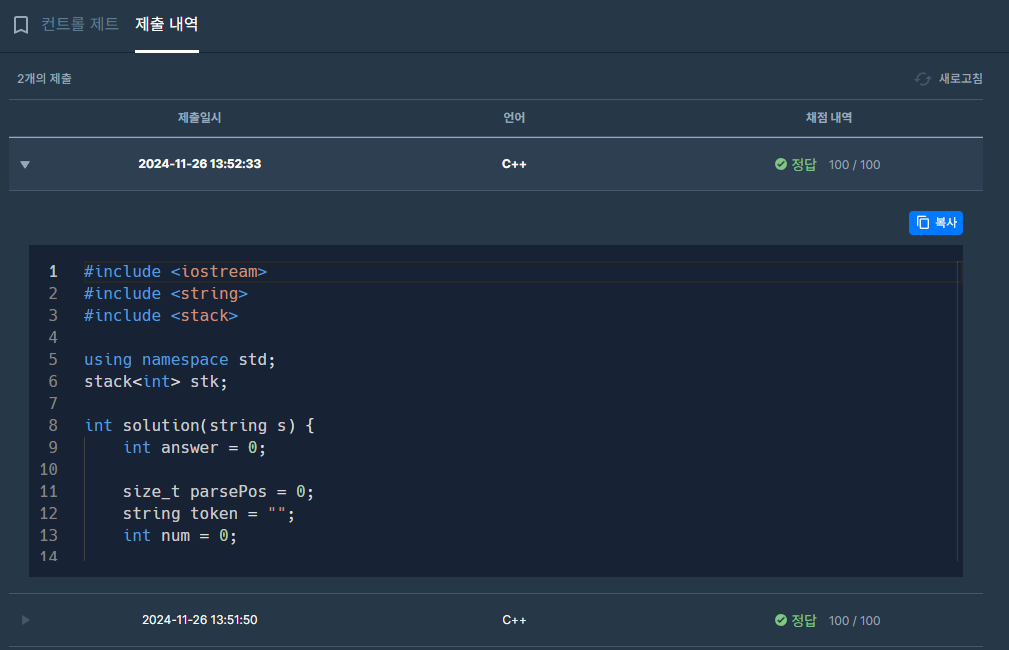 컨트롤 제트 제출 내역
2개의 제출 새로고침
제출일시 언어 채점 내역
2024-11-26 13:52:33 C++ 정답 100 / 100
복사
1 #include <iostream>
2 #include <string>
3 #include <stack>
4
5 using namespace std;
6 stack<int> stk;
7
8 int solution(string s) {
9     int answer = 0;
10
11     size_t parsePos = 0;
12     string token = "";
13     int num = 0;
14
2024-11-26 13:51:50 C++ 정답 100 / 100